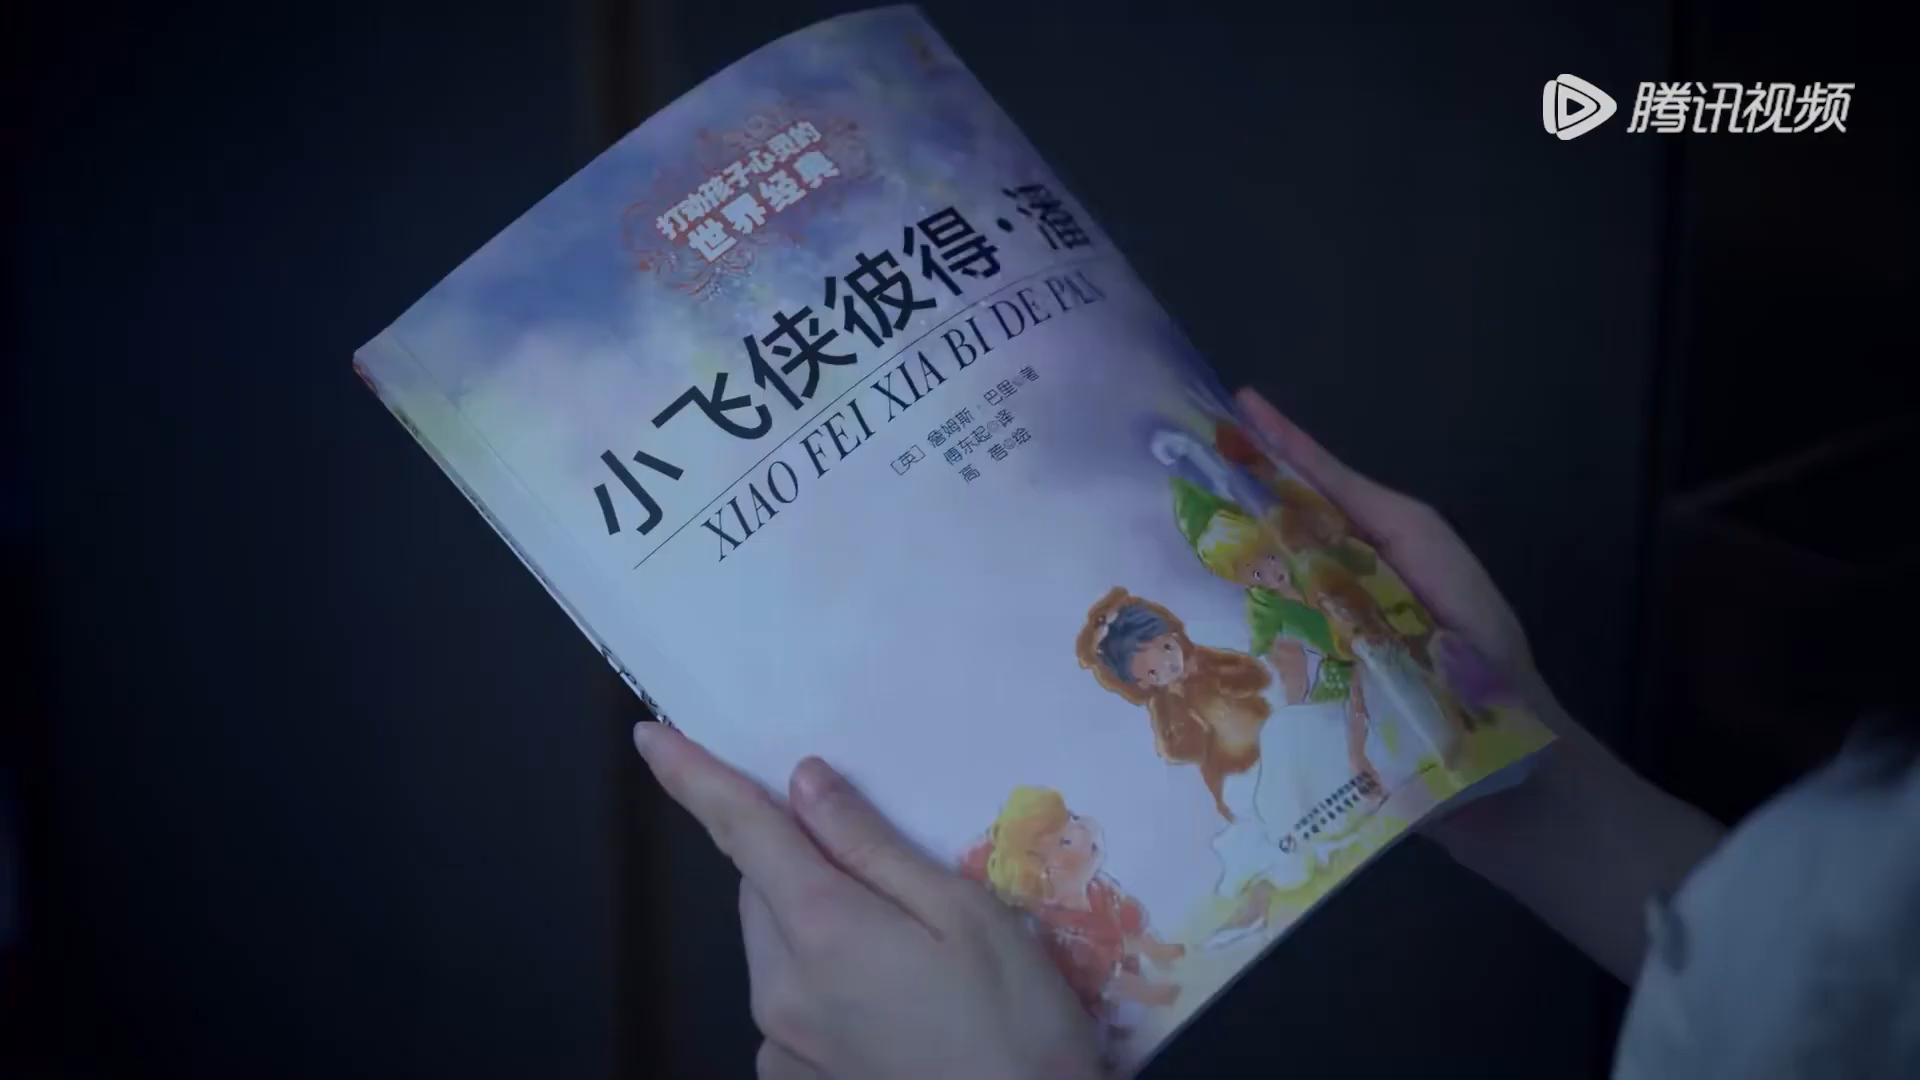 腾讯视频
打动孩子心灵的
世界经典
小飞侠彼得·潘
XIAO FEI XIA BI DE PAN
[英] 詹姆斯·巴里◎著
傅东起◎译
高蓓◎绘